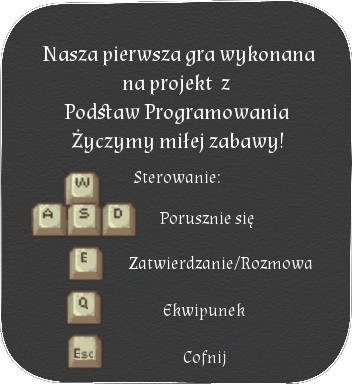 Nasza pierwsza gra wykonana
na projekt z
Podstaw Programowania
Życzymy miłej zabawy!
Sterowanie:
W
A S D Porusznie się
E Zatwierdzanie/Rozmowa
Q Ekwipunek
Esc Cofnij